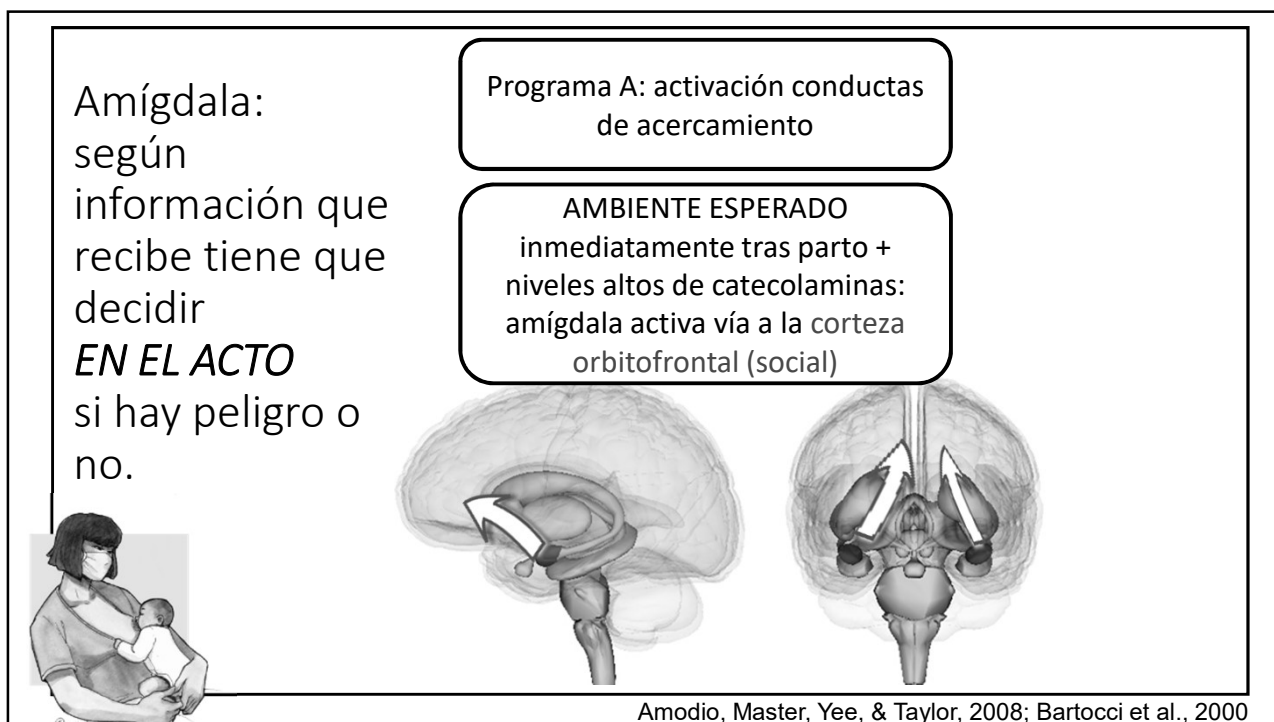 Amígdala:
según
información que
recibe tiene que
decidir
EN EL ACTO
si hay peligro o
no.
Programa A: activación conductas
de acercamiento
AMBIENTE ESPERADO
inmediatamente tras parto +
niveles altos de catecolaminas:
amígdala activa vía a la corteza
orbitofrontal (social)
Amodio, Master, Yee, & Taylor, 2008; Bartocci et al., 2000